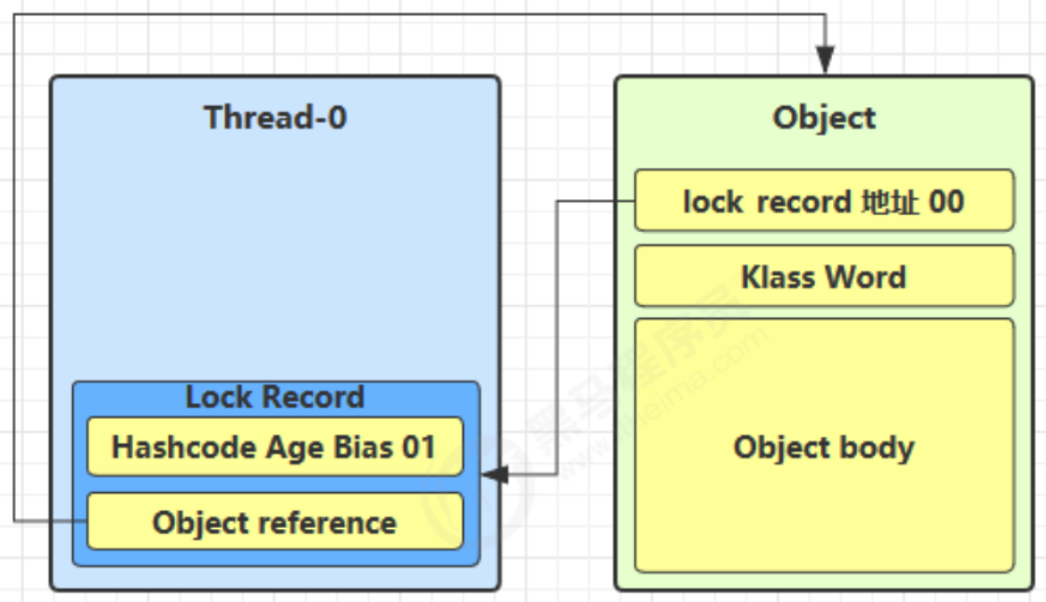 Thread-0
Lock Record
Hashcode Age Bias 01
Object reference
Object
lock record 地址 00
Klass Word
Object body
黑马程序员
www.itheima.com